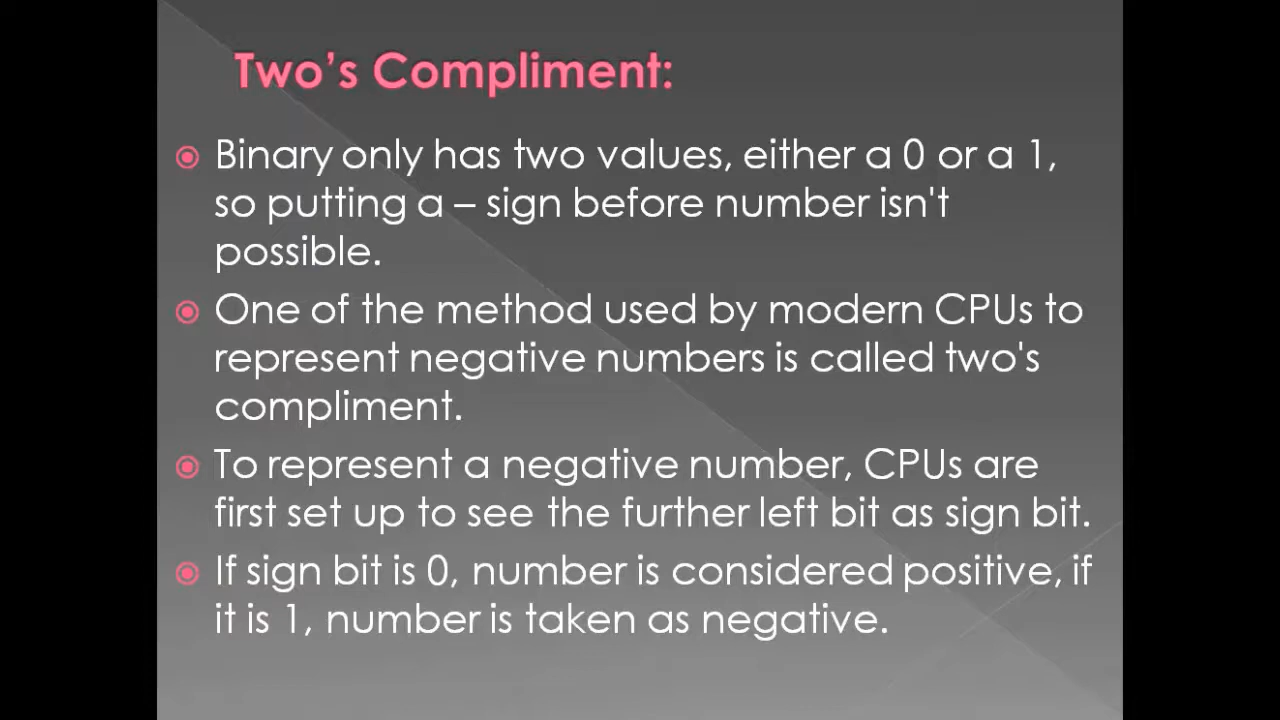 Two’s Compliment:
Binary only has two values, either a 0 or a 1,
so putting a – sign before number isn't
possible.
One of the method used by modern CPUs to
represent negative numbers is called two's
compliment.
To represent a negative number, CPUs are
first set up to see the further left bit as sign bit.
If sign bit is 0, number is considered positive, if
it is 1, number is taken as negative.